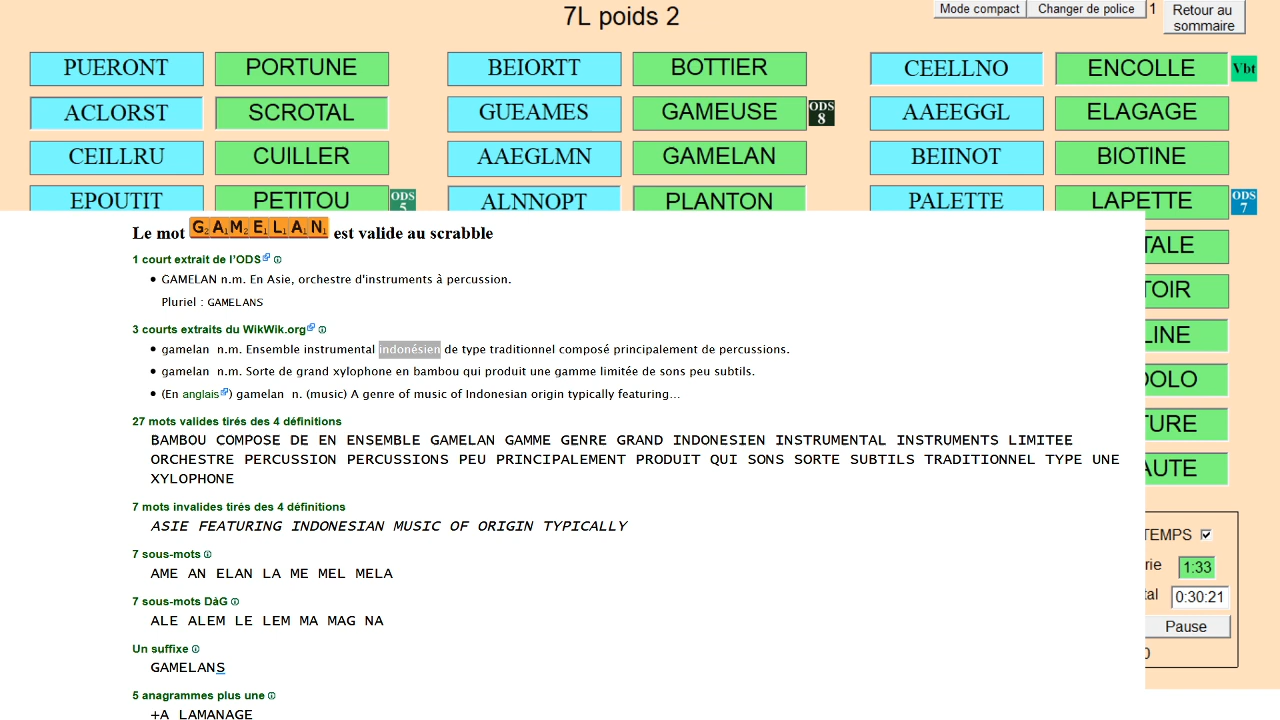 7L poids 2
Mode compact Changer de police 1 Retour au sommaire
PUERONT PORTUNE BEIORTT BOTTIER CEELLNO ENCOLLE Vbt
ACLORST SCROTAL GUEAMES GAMEUSE ODS 8 AAEEGGL ELAGAGE
CEILLRU CUILLER AAEGLMN GAMELAN BEIINOT BIOTINE
EPOUTIT PETITOU ODS 5 ALNNOPT PLANTON PALETTE LAPETTE ODS 7
Le mot GAMELAN est valide au scrabble
1 court extrait de l'ODS
• GAMELAN n.m. En Asie, orchestre d'instruments à percussion.
Pluriel : GAMELANS
3 courts extraits du WikWik.org
• gamelan n.m. Ensemble instrumental indonésien de type traditionnel composé principalement de percussions.
• gamelan n.m. Sorte de grand xylophone en bambou qui produit une gamme limitée de sons peu subtils.
• (En anglais) gamelan n. (music) A genre of music of Indonesian origin typically featuring…
27 mots valides tirés des 4 définitions
BAMBOU COMPOSE DE EN ENSEMBLE GAMELAN GAMME GENRE GRAND INDONESIEN INSTRUMENTAL INSTRUMENTS LIMITEE
ORCHESTRE PERCUSSION PERCUSSIONS PEU PRINCIPALEMENT PRODUIT QUI SONS SORTE SUBTILS TRADITIONNEL TYPE UNE
XYLOPHONE
7 mots invalides tirés des 4 définitions
ASIE FEATURING INDONESIAN MUSIC OF ORIGIN TYPICALLY
7 sous-mots
AME AN ELAN LA ME MEL MELA
7 sous-mots DàG
ALE ALEM LE LEM MA MAG NA
Un suffixe
GAMELANS
5 anagrammes plus une
+A LAMANAGE
TALE
TOIR
LINE
OLO
URE
AUTE
TEMPS
rie 1:33
tal 0:30:21
Pause